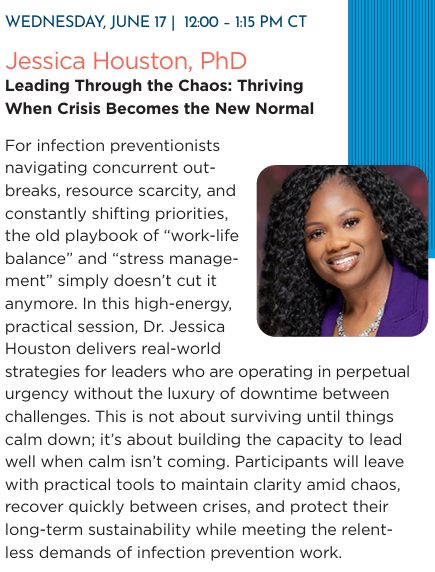 WEDNESDAY, JUNE 17 | 12:00 – 1:15 PM CT
Jessica Houston, PhD
Leading Through the Chaos: Thriving
When Crisis Becomes the New Normal
For infection preventionists
navigating concurrent out-
breaks, resource scarcity, and
constantly shifting priorities,
the old playbook of “work-life
balance” and “stress manage-
ment” simply doesn’t cut it
anymore. In this high-energy,
practical session, Dr. Jessica
Houston delivers real-world
strategies for leaders who are operating in perpetual
urgency without the luxury of downtime between
challenges. This is not about surviving until things
calm down; it’s about building the capacity to lead
well when calm isn’t coming. Participants will leave
with practical tools to maintain clarity amid chaos,
recover quickly between crises, and protect their
long-term sustainability while meeting the relent-
less demands of infection prevention work.